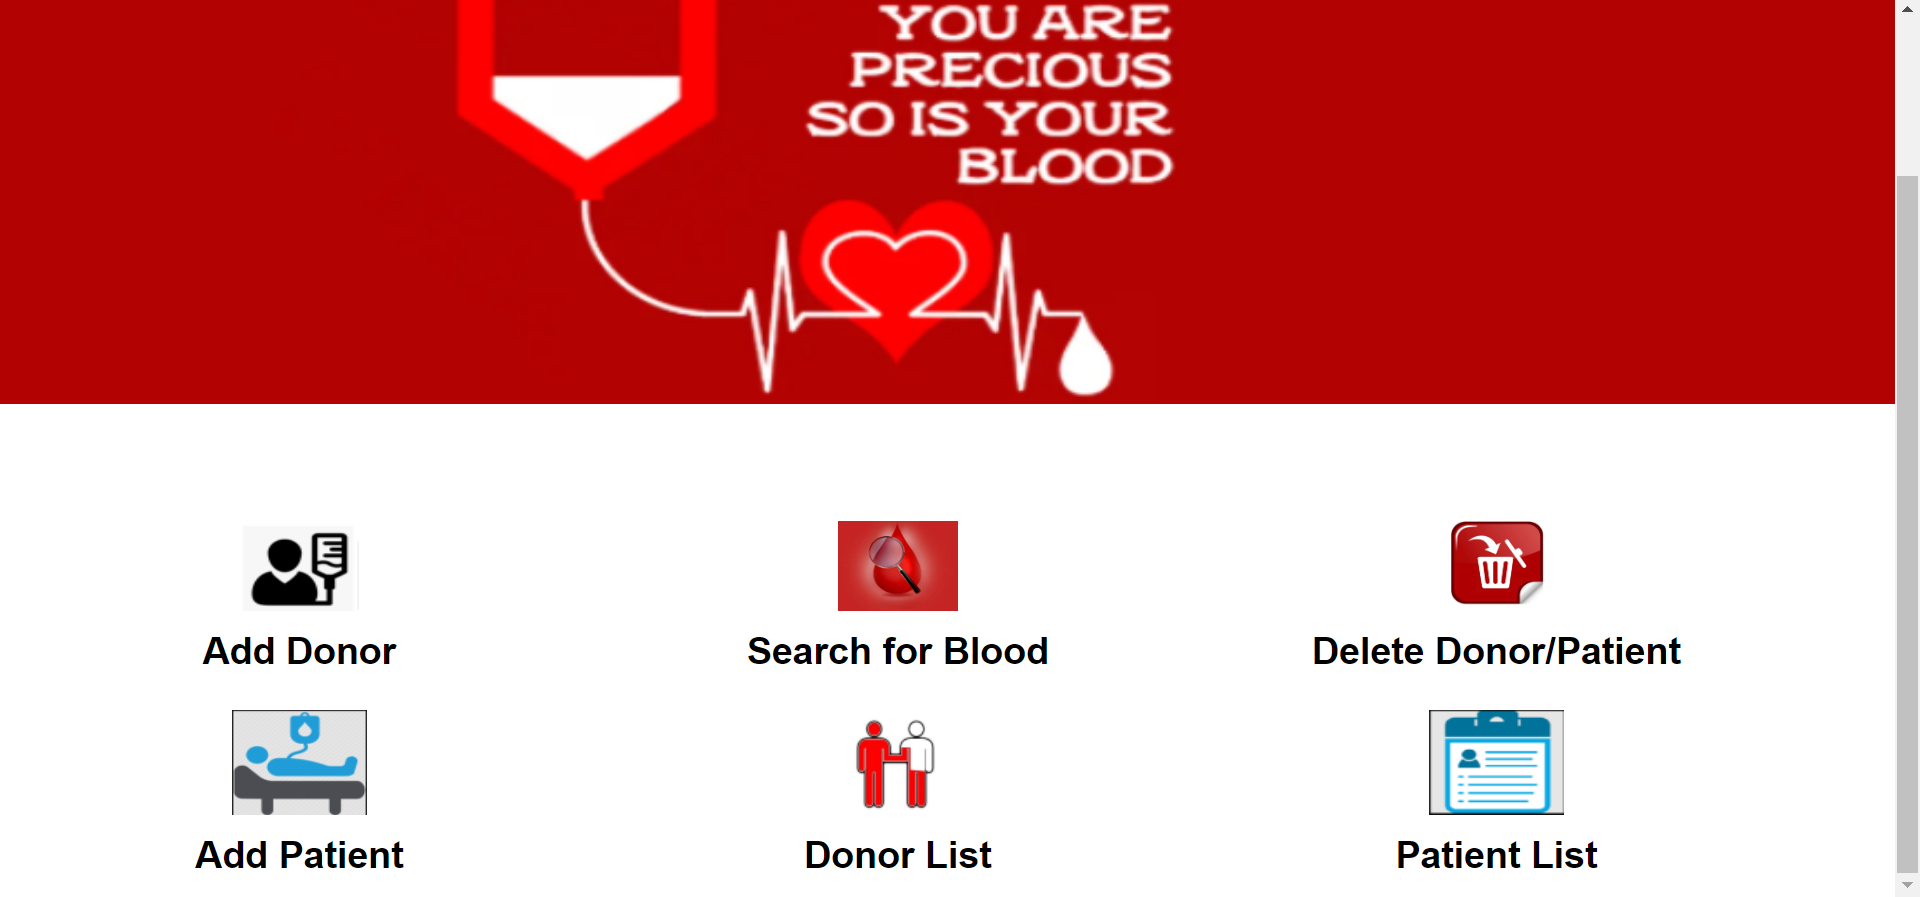 YOU ARE
PRECIOUS
SO IS YOUR
BLOOD
Add Donor
Search for Blood
Delete Donor/Patient
Add Patient
Donor List
Patient List